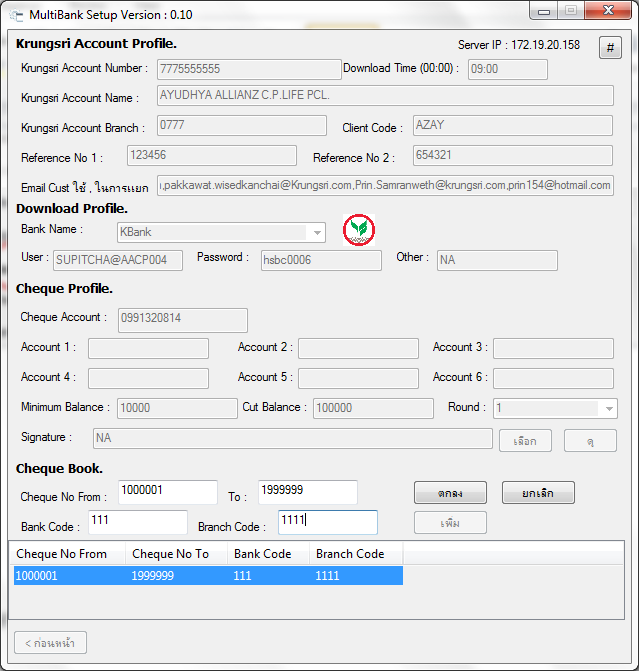 MultiBank Setup Version : 0.10
Krungsri Account Profile.
Server IP : 172.19.20.158
#
Krungsri Account Number : 7775555555 Download Time (00:00) : 09:00
Krungsri Account Name : AYUDHYA ALLIANZ C.P.LIFE PCL.
Krungsri Account Branch : 0777 Client Code : AZAY
Reference No 1 : 123456 Reference No 2 : 654321
Email Cust ใช้ , ในการแยก ı,pakkawat.wisedkanchai@Krungsri.com,Prin.Samranweth@krungsri.com,prin154@hotmail.com
Download Profile.
Bank Name : KBank
User : SUPITCHA@AACP004 Password : hsbc0006 Other : NA
Cheque Profile.
Cheque Account : 0991320814
Account 1 : Account 2 : Account 3 :
Account 4 : Account 5 : Account 6 :
Minimum Balance : 10000 Cut Balance : 100000 Round : 1
Signature : NA เลือก ดู
Cheque Book.
Cheque No From : 1000001 To : 1999999 ตกลง ยกเลิก
Bank Code : 111 Branch Code : 1111 เพิ่ม
Cheque No From Cheque No To Bank Code Branch Code
1000001 1999999 111 1111
< ก่อนหน้า